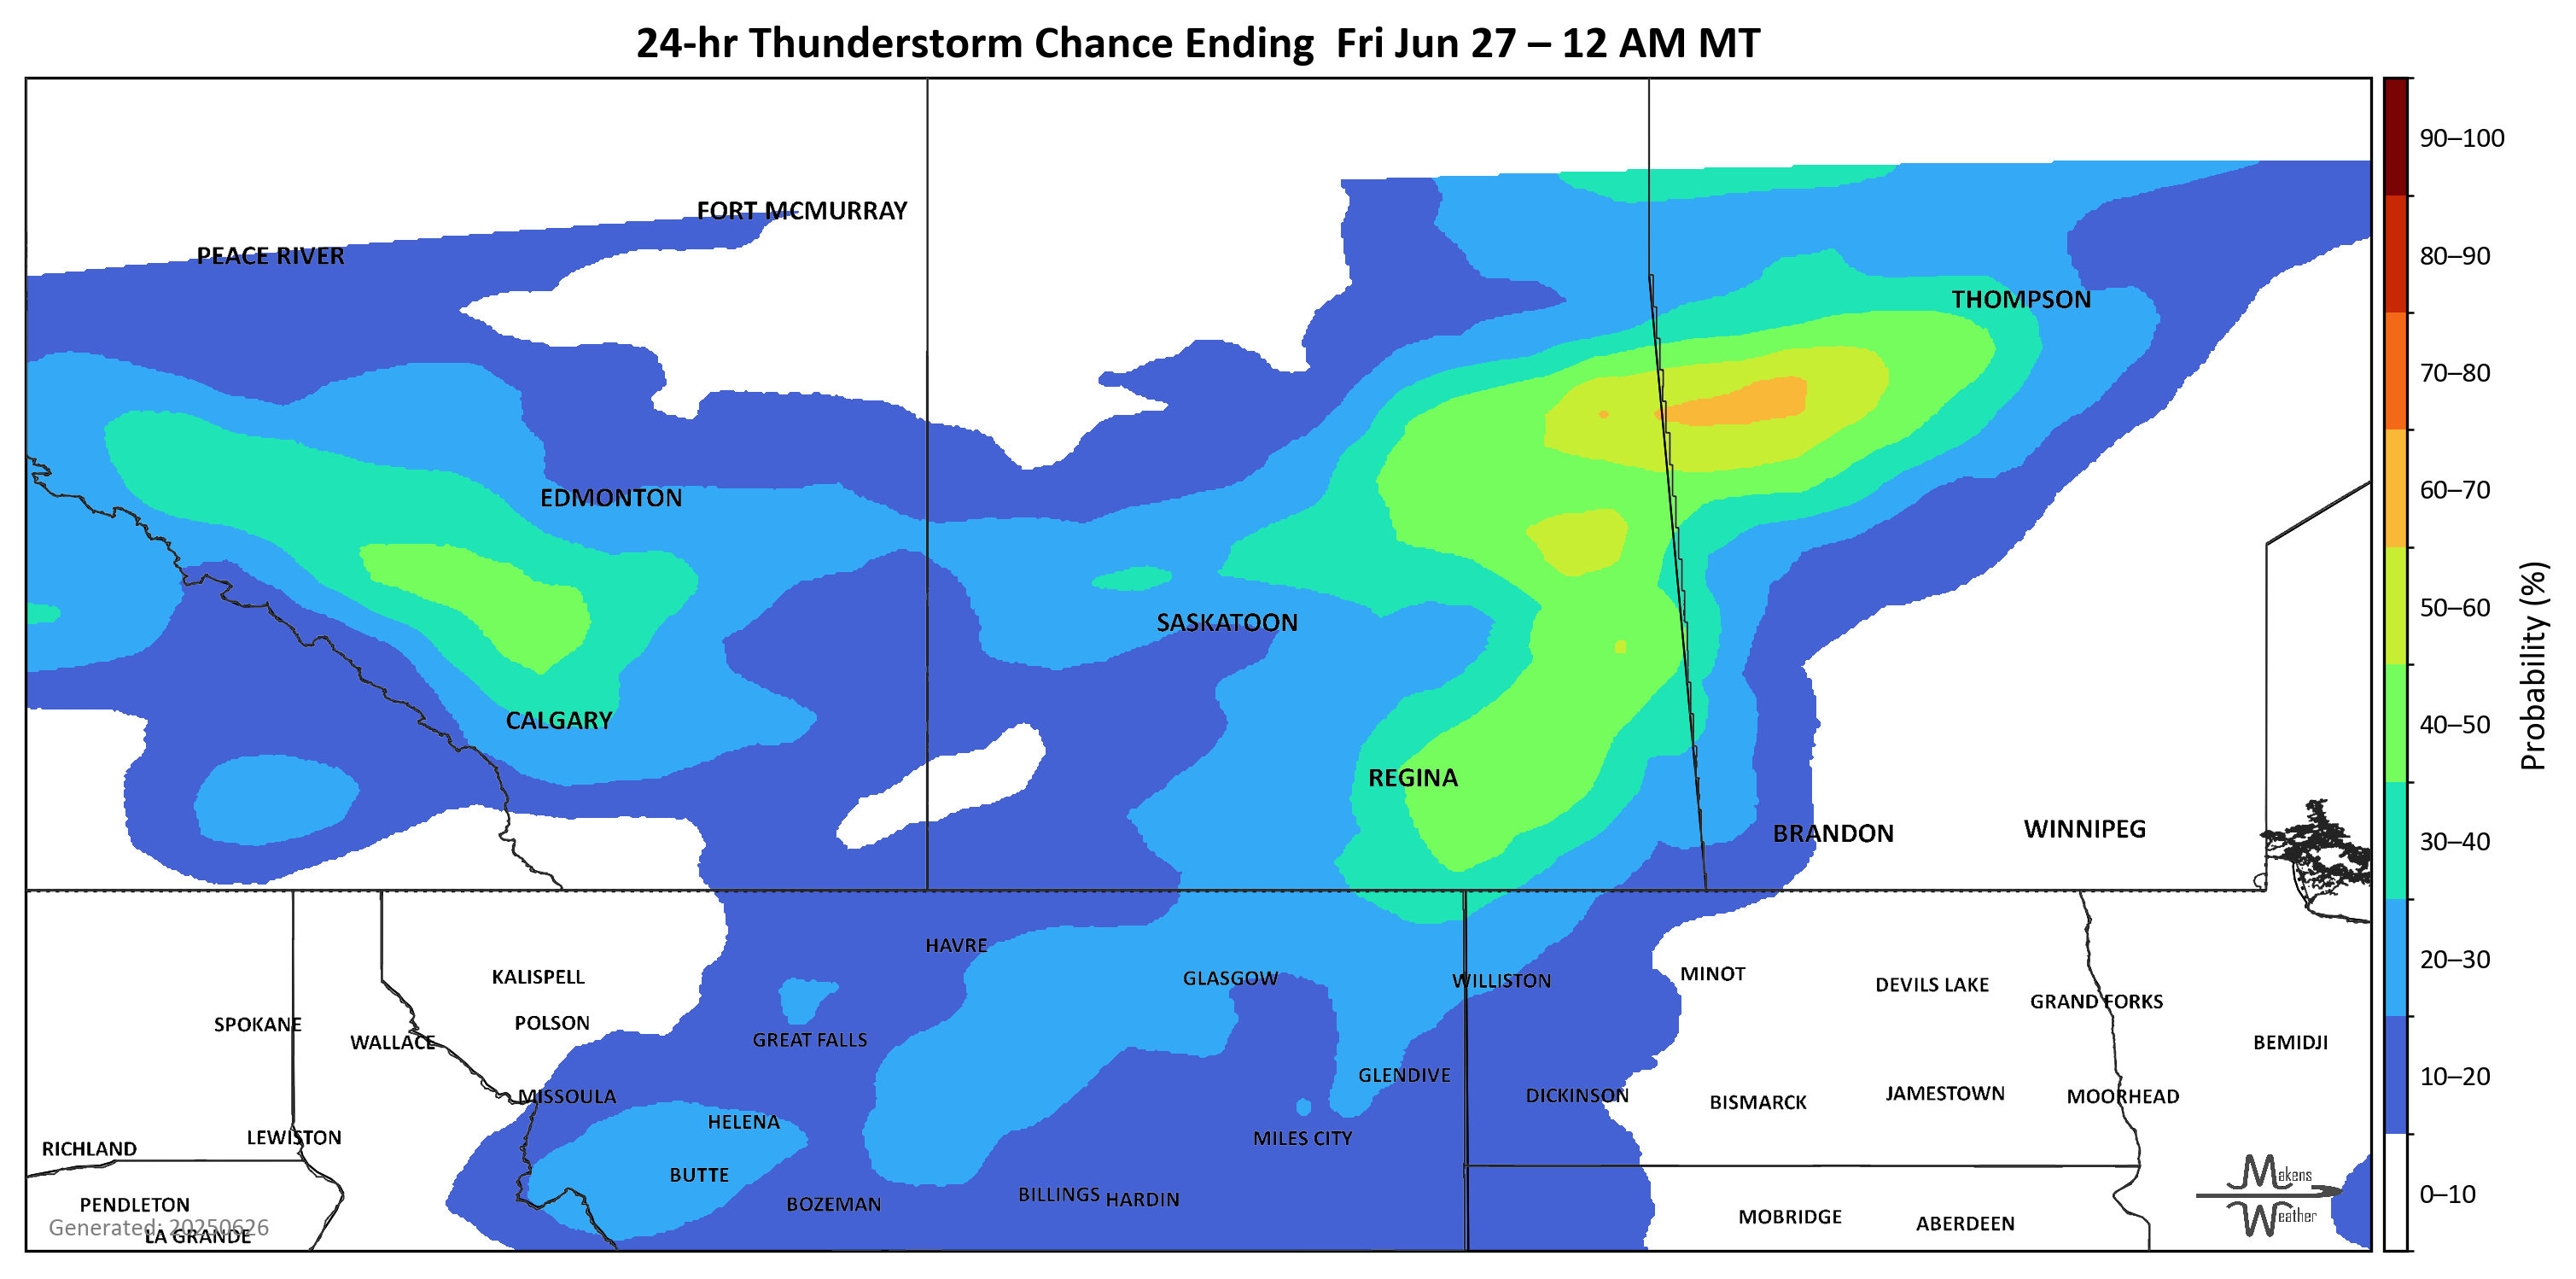 24-hr Thunderstorm Chance Ending  Fri Jun 27 – 12 AM MT
90–100
FORT MCMURRAY
PEACE RIVER
80–90
THOMPSON
70–80
60–70
EDMONTON
50–60
SASKATOON
Probability (%)
CALGARY
40–50
REGINA
BRANDON
WINNIPEG
30–40
HAVRE
20–30
KALISPELL
GLASGOW
WILLISTON
MINOT
DEVILS LAKE
GRAND FORKS
SPOKANE
POLSON
WALLACE
GREAT FALLS
BEMIDJI
GLENDIVE
10–20
MISSOULA
DICKINSON
BISMARCK
JAMESTOWN
MOORHEAD
HELENA
LEWISTON
MILES CITY
RICHLAND
BUTTE
Makens
Weather
0–10
PENDLETON
BOZEMAN
BILLINGS
HARDIN
MOBRIDGE
ABERDEEN
Generated: 20250626
LA GRANDE